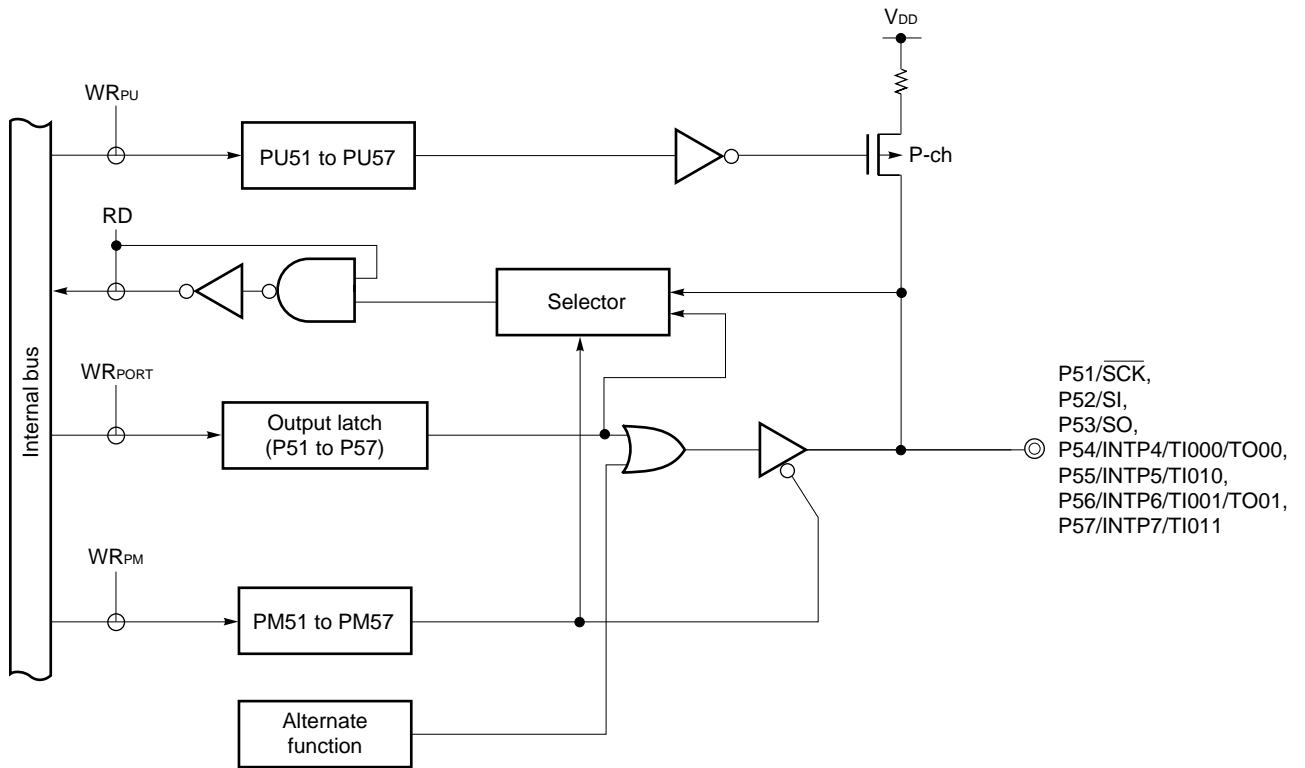 VDD
WRPU
PU51 to PU57
P-ch
RD
Selector
Internal bus
WRPORT
Output latch
(P51 to P57)
P51/SCK,
P52/SI,
P53/SO,
P54/INTP4/TI000/TO00,
P55/INTP5/TI010,
P56/INTP6/TI001/TO01,
P57/INTP7/TI011
WRPM
PM51 to PM57
Alternate
function